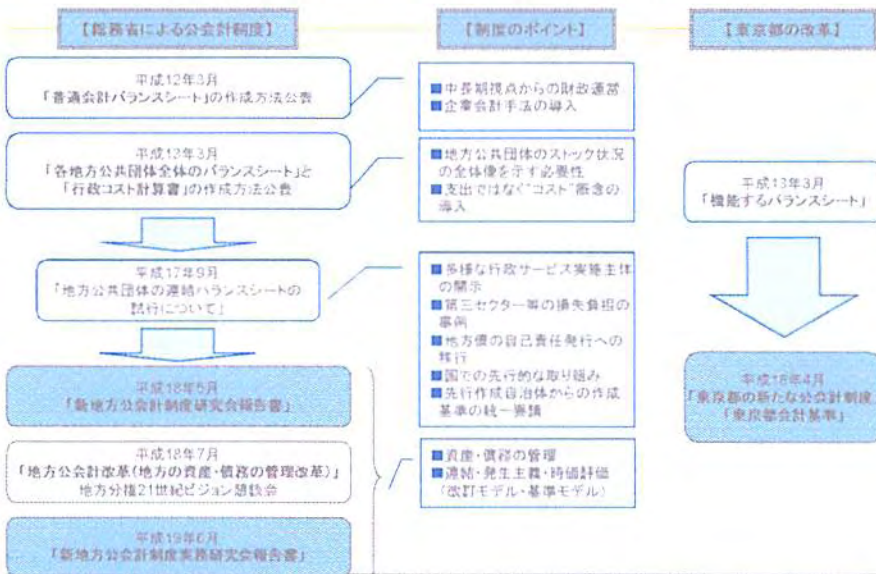 【総務省による公会計制度】
【制度のポイント】
【東京都の改革】
平成12年3月
「普通会計バランスシート」の作成方法公表
■中長期視点からの財政運営
■企業会計手法の導入
平成13年3月
「各地方公共団体全体のバランスシート」と
「行政コスト計算書」の作成方法公表
■地方公共団体のストック状況
の全体像を示す必要性
■支出ではなく“コスト”概念の
導入
平成13年3月
「機能するバランスシート」
平成17年9月
「地方公共団体の連結バランスシートの
試行について」
■多様な行政サービス実施主体
の開示
■第三セクター等の損失負担の
事例
■地方債の自己責任発行への
移行
■国での先行的な取り組み
■先行作成自治体からの作成
基準の統一要請
平成18年5月
「新地方公会計制度研究会報告書」
平成18年4月
「東京都の新たな公会計制度」
「東京都会計基準」
平成18年7月
「地方公会計改革(地方の資産・債務の管理改革)」
地方分権21世紀ビジョン懇談会
■資産・債務の管理
■連結・発生主義・時価評価
(改訂モデル・基準モデル)
平成19年6月
「新地方公会計制度実務研究会報告書」